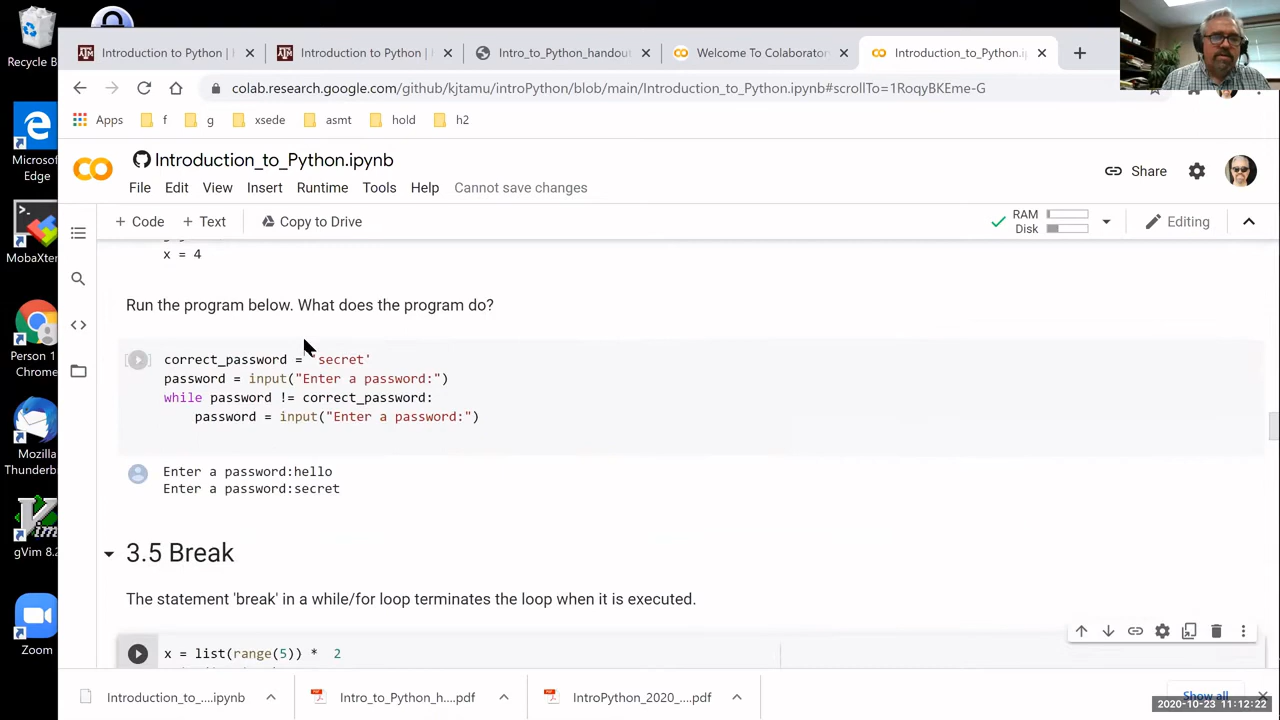 Recycle B
Introduction to Python |
Introduction to Python |
Intro_to_Python_handout
Welcome To Colaborator
Introduction_to_Python.ip
colab.research.google.com/github/kjtamu/introPython/blob/main/Introduction_to_Python.ipynb#scrollTo=1RoqyBKEme-G
Apps f g xsede asmt hold h2
Microsof
Edge
Introduction_to_Python.ipynb
File Edit View Insert Runtime Tools Help Cannot save changes
Share
+ Code + Text Copy to Drive
RAM
Disk
Editing
MobaXter
x = 4
Run the program below. What does the program do?
Person 1
Chrome
correct_password = 'secret'
password = input("Enter a password:")
while password != correct_password:
password = input("Enter a password:")
Mozilla
Thunderb
Enter a password:hello
Enter a password:secret
gVim 8.2
3.5 Break
The statement 'break' in a while/for loop terminates the loop when it is executed.
Zoom
x = list(range(5)) * 2
Introduction_to_....ipynb
Intro_to_Python_h....pdf
IntroPython_2020_....pdf
Show all
2020-10-23 11:12:22